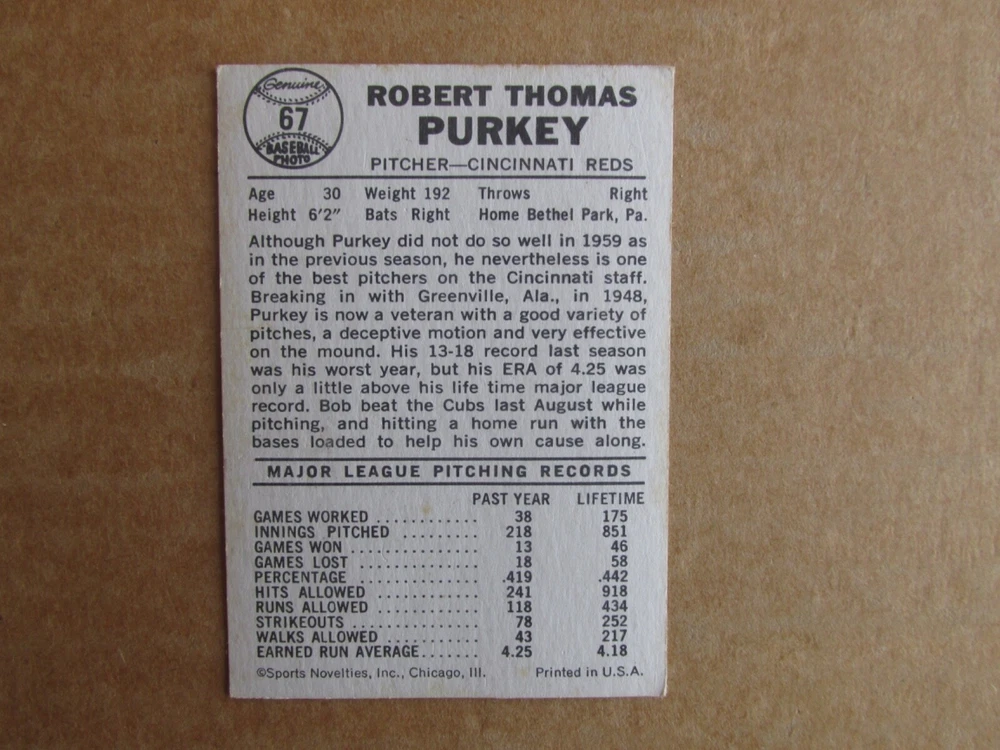 Genuine
67
BASEBALL
PHOTO
ROBERT THOMAS
PURKEY
PITCHER—CINCINNATI REDS
Age 30 Weight 192 Throws Right
Height 6'2" Bats Right Home Bethel Park, Pa.
Although Purkey did not do so well in 1959 as
in the previous season, he nevertheless is one
of the best pitchers on the Cincinnati staff.
Breaking in with Greenville, Ala., in 1948,
Purkey is now a veteran with a good variety of
pitches, a deceptive motion and very effective
on the mound. His 13-18 record last season
was his worst year, but his ERA of 4.25 was
only a little above his life time major league
record. Bob beat the Cubs last August while
pitching, and hitting a home run with the
bases loaded to help his own cause along.
MAJOR LEAGUE PITCHING RECORDS
PAST YEAR LIFETIME
GAMES WORKED ............ 38 175
INNINGS PITCHED ......... 218 851
GAMES WON ............... 13 46
GAMES LOST .............. 18 58
PERCENTAGE .............. .419 .442
HITS ALLOWED ............ 241 918
RUNS ALLOWED ............ 118 434
STRIKEOUTS .............. 78 252
WALKS ALLOWED ........... 43 217
EARNED RUN AVERAGE....... 4.25 4.18
©Sports Novelties, Inc., Chicago, Ill. Printed in U.S.A.